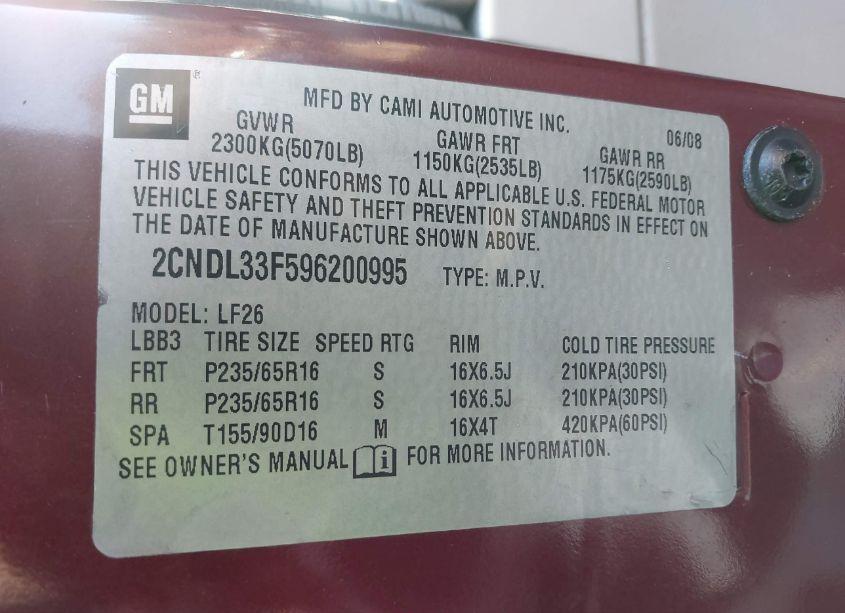 GM ®
MFD BY CAMI AUTOMOTIVE INC.
GVWR GAWR FRT GAWR RR 06/08
2300KG(5070LB) 1150KG(2535LB) 1175KG(2590LB)
THIS VEHICLE CONFORMS TO ALL APPLICABLE U.S. FEDERAL MOTOR
VEHICLE SAFETY AND THEFT PREVENTION STANDARDS IN EFFECT ON
THE DATE OF MANUFACTURE SHOWN ABOVE.
2CNDL33F596200995 TYPE: M.P.V.
MODEL: LF26
LBB3 TIRE SIZE SPEED RTG RIM COLD TIRE PRESSURE
FRT P235/65R16 S 16X6.5J 210KPA(30PSI)
RR P235/65R16 S 16X6.5J 210KPA(30PSI)
SPA T155/90D16 M 16X4T 420KPA(60PSI)
SEE OWNER'S MANUAL i FOR MORE INFORMATION.